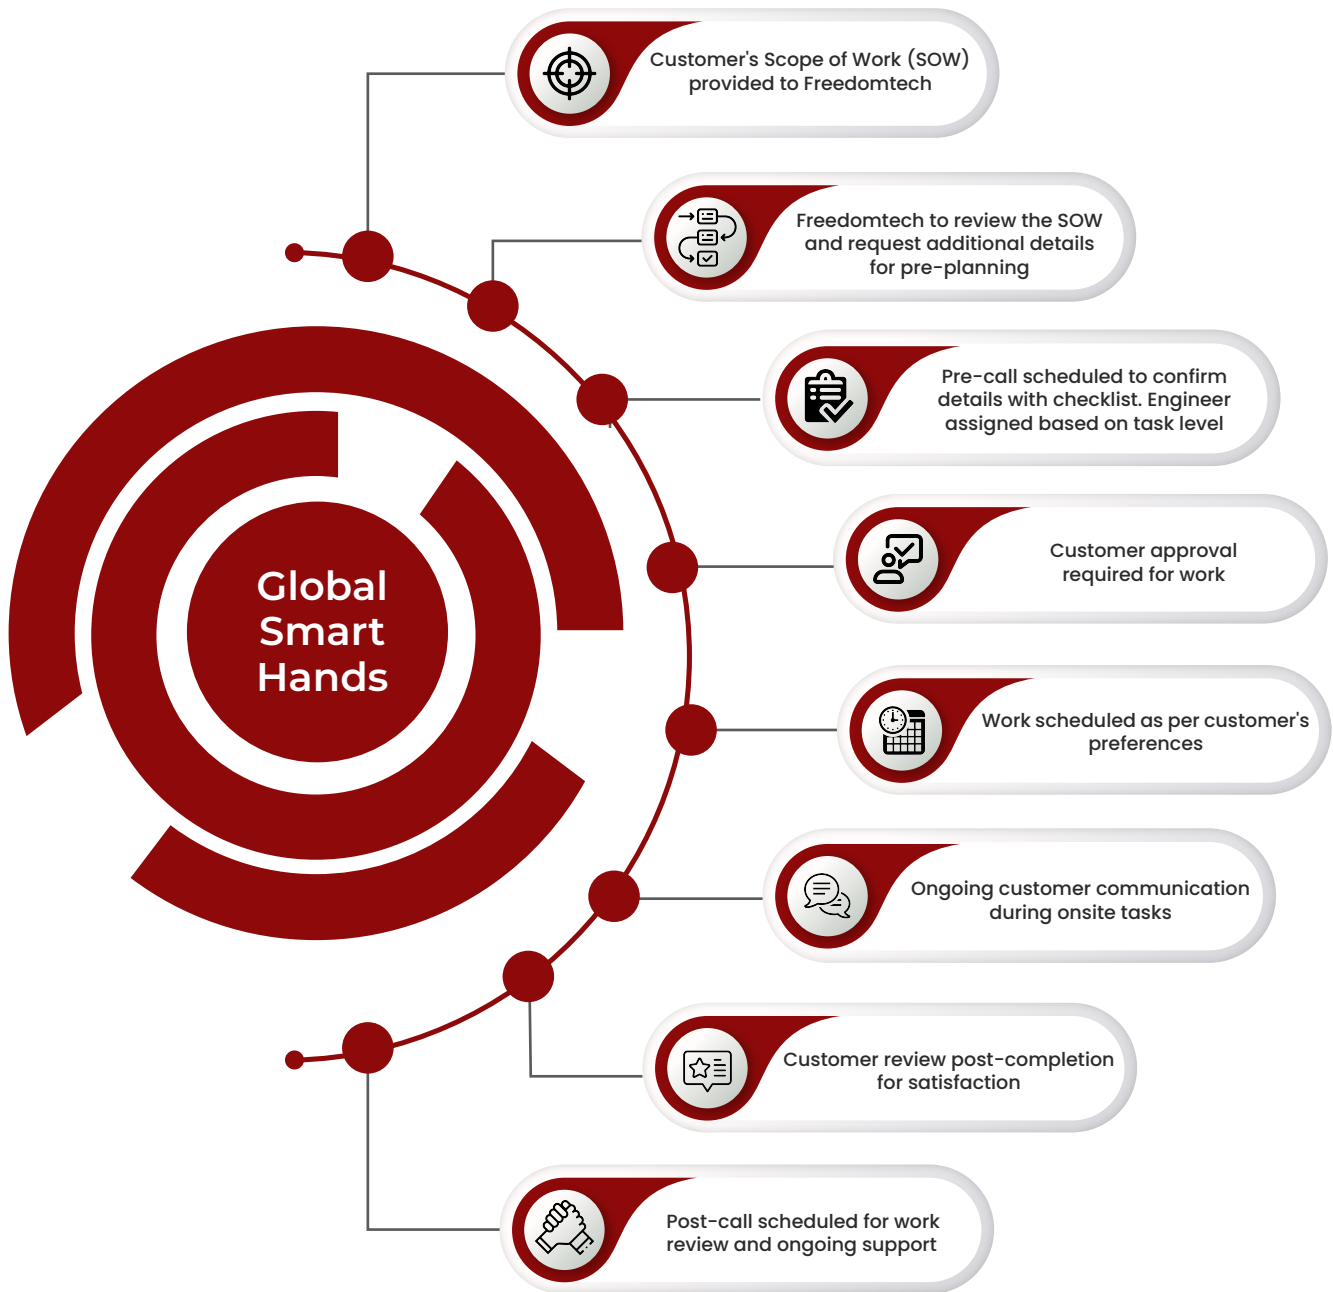 Customer's Scope of Work (SOW)
provided to Freedomtech
Freedomtech to review the SOW
and request additional details
for pre-planning
Pre-call scheduled to confirm
details with checklist. Engineer
assigned based on task level
Customer approval
required for work
Global
Smart
Hands
Work scheduled as per customer's
preferences
Ongoing customer communication
during onsite tasks
Customer review post-completion
for satisfaction
Post-call scheduled for work
review and ongoing support